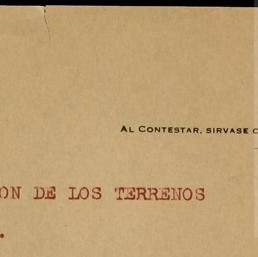 AL CONTESTAR, SIRVASE
ON DE LOS TERRENOS
.